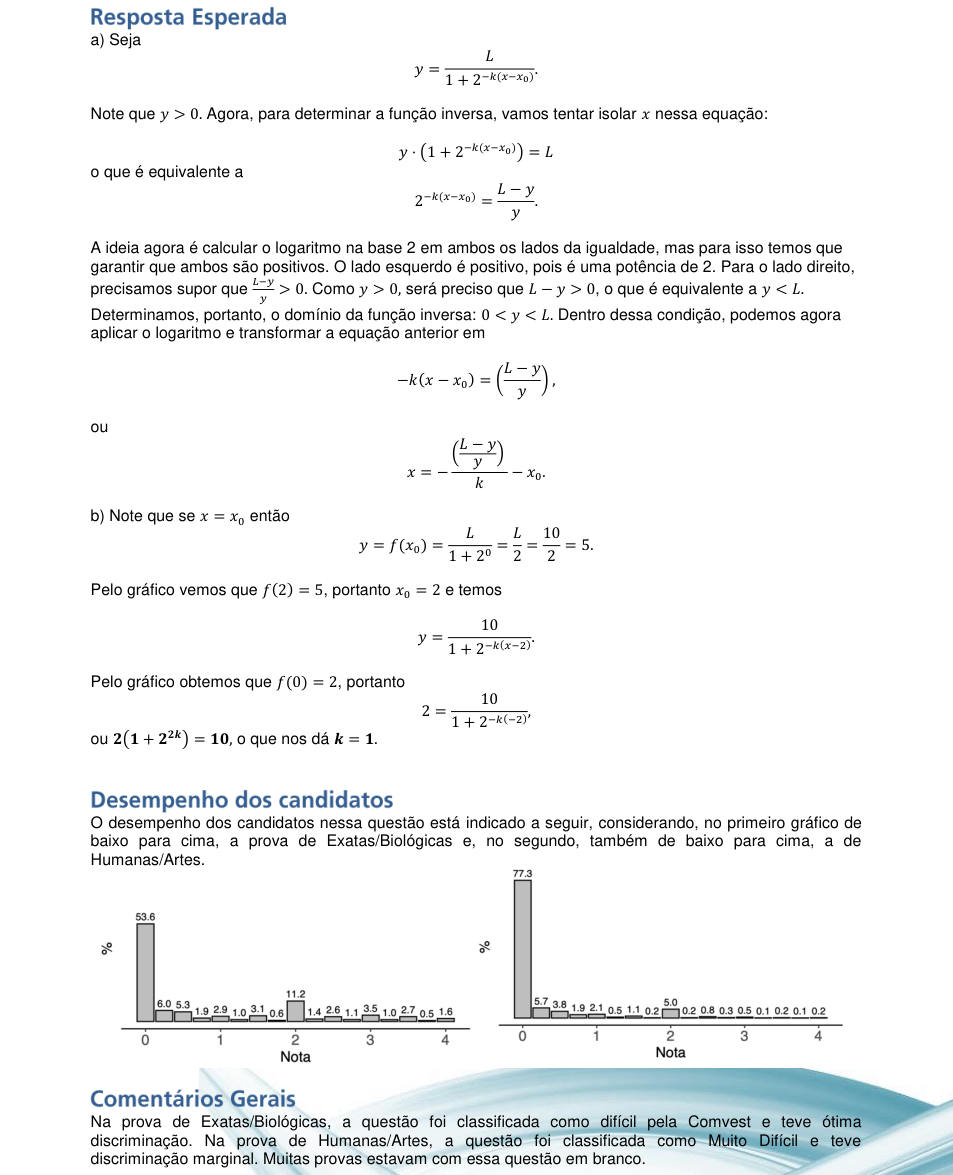 Resposta Esperada
a) Seja
y = L / (1 + 2^{−k(x−x₀)}).
Note que y > 0. Agora, para determinar a função inversa, vamos tentar isolar x nessa equação:
y · (1 + 2^{−k(x−x₀)}) = L
o que é equivalente a
2^{−k(x−x₀)} = (L − y) / y.
A ideia agora é calcular o logaritmo na base 2 em ambos os lados da igualdade, mas para isso temos que
garantir que ambos são positivos. O lado esquerdo é positivo, pois é uma potência de 2. Para o lado direito,
precisamos supor que (L−y)/y > 0. Como y > 0, será preciso que L − y > 0, o que é equivalente a y < L.
Determinamos, portanto, o domínio da função inversa: 0 < y < L. Dentro dessa condição, podemos agora
aplicar o logaritmo e transformar a equação anterior em
−k(x − x₀) = ((L − y) / y),
ou
x = − ((L − y) / y) / k − x₀.
b) Note que se x = x₀ então
y = f(x₀) = L / (1 + 2⁰) = L / 2 = 10 / 2 = 5.
Pelo gráfico vemos que f(2) = 5, portanto x₀ = 2 e temos
y = 10 / (1 + 2^{−k(x−2)}).
Pelo gráfico obtemos que f(0) = 2, portanto
2 = 10 / (1 + 2^{−k(−2)}),
ou 2(1 + 2^{2k}) = 10, o que nos dá k = 1.
Desempenho dos candidatos
O desempenho dos candidatos nessa questão está indicado a seguir, considerando, no primeiro gráfico de
baixo para cima, a prova de Exatas/Biológicas e, no segundo, também de baixo para cima, a de
Humanas/Artes.
%
53.6 6.0 5.3 1.9 2.9 1.0 3.1 0.6 11.2 1.4 2.6 1.1 3.5 1.0 2.7 0.5 1.6
0 1 2 3 4
Nota
%
77.3 5.7 3.8 1.9 2.1 0.5 1.1 0.2 5.0 0.2 0.8 0.3 0.5 0.1 0.2 0.1 0.2
0 1 2 3 4
Nota
Comentários Gerais
Na prova de Exatas/Biológicas, a questão foi classificada como difícil pela Comvest e teve ótima
discriminação. Na prova de Humanas/Artes, a questão foi classificada como Muito Difícil e teve
discriminação marginal. Muitas provas estavam com essa questão em branco.